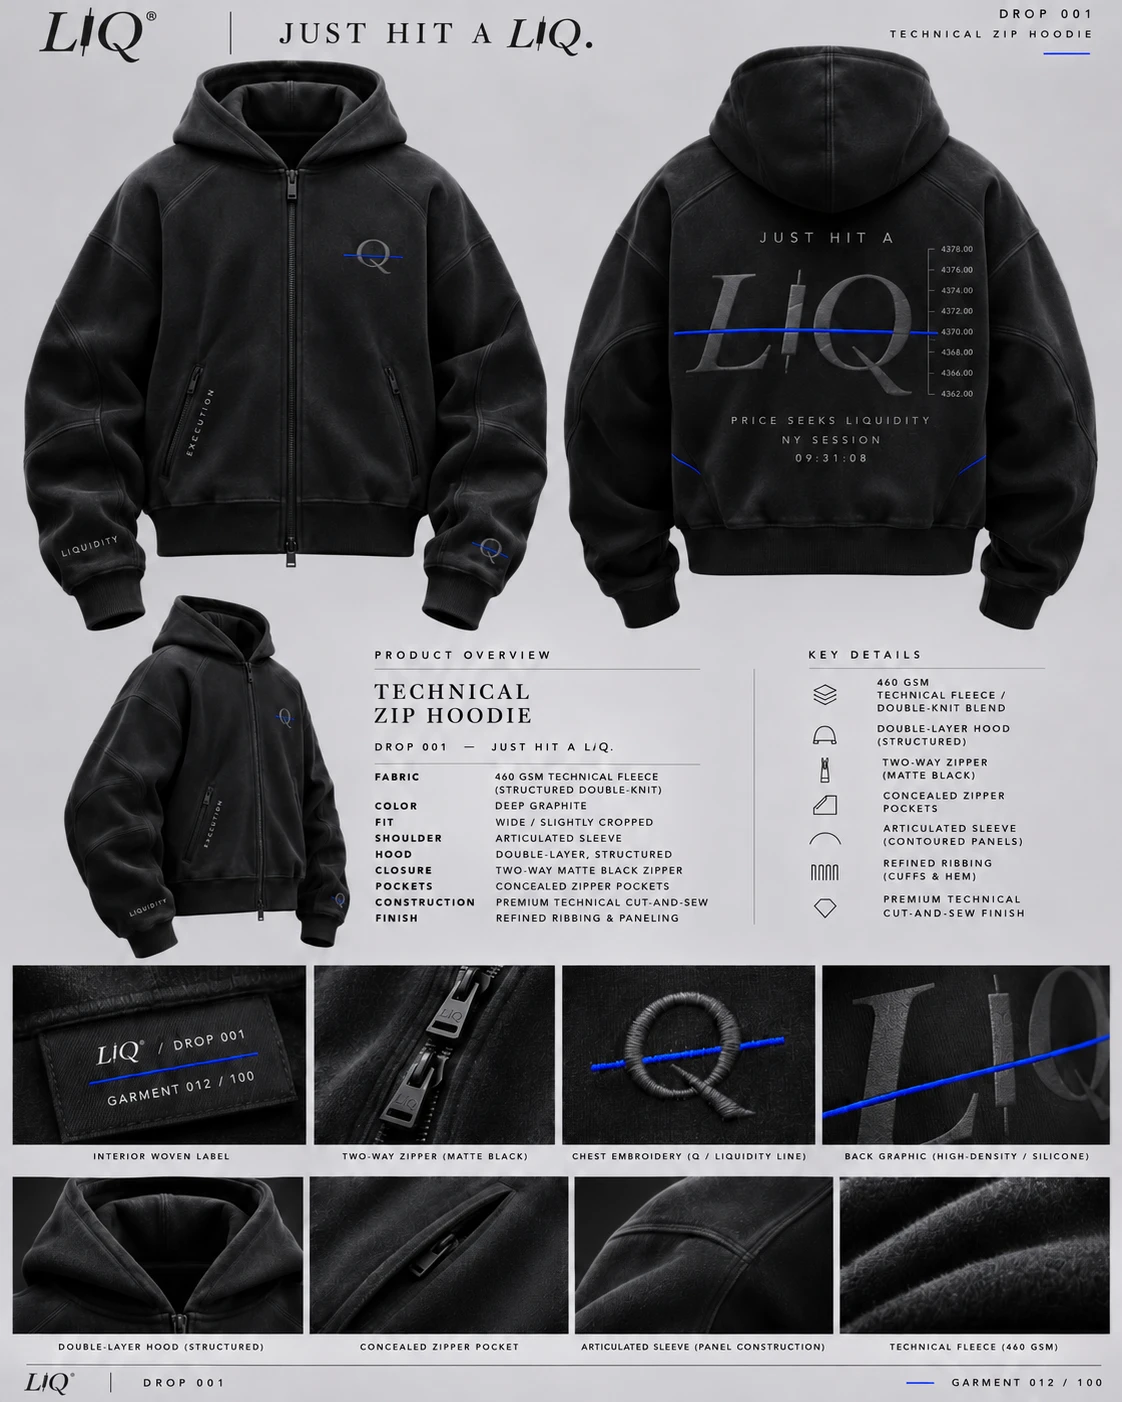 LIQ®
JUST HIT A LIQ.
DROP 001
TECHNICAL ZIP HOODIE
Q
EXECUTION
LIQUIDITY
Q
JUST HIT A
LIQ
4378.00
4376.00
4374.00
4372.00
4370.00
4368.00
4366.00
4362.00
PRICE SEEKS LIQUIDITY
NY SESSION
09:31:08
Q
EXECUTION
LIQUIDITY
Q
PRODUCT OVERVIEW
TECHNICAL
ZIP HOODIE
DROP 001 — JUST HIT A LIQ.
FABRIC 460 GSM TECHNICAL FLEECE
(STRUCTURED DOUBLE-KNIT)
COLOR DEEP GRAPHITE
FIT WIDE / SLIGHTLY CROPPED
SHOULDER ARTICULATED SLEEVE
HOOD DOUBLE-LAYER, STRUCTURED
CLOSURE TWO-WAY MATTE BLACK ZIPPER
POCKETS CONCEALED ZIPPER POCKETS
CONSTRUCTION PREMIUM TECHNICAL CUT-AND-SEW
FINISH REFINED RIBBING & PANELING
KEY DETAILS
460 GSM
TECHNICAL FLEECE /
DOUBLE-KNIT BLEND
DOUBLE-LAYER HOOD
(STRUCTURED)
TWO-WAY ZIPPER
(MATTE BLACK)
CONCEALED ZIPPER
POCKETS
ARTICULATED SLEEVE
(CONTOURED PANELS)
REFINED RIBBING
(CUFFS & HEM)
PREMIUM TECHNICAL
CUT-AND-SEW FINISH
LIQ® / DROP 001
GARMENT 012 / 100
LIQ
LIQ
Q
LIQ
INTERIOR WOVEN LABEL
TWO-WAY ZIPPER (MATTE BLACK)
CHEST EMBROIDERY (Q / LIQUIDITY LINE)
BACK GRAPHIC (HIGH-DENSITY / SILICONE)
DOUBLE-LAYER HOOD (STRUCTURED)
CONCEALED ZIPPER POCKET
ARTICULATED SLEEVE (PANEL CONSTRUCTION)
TECHNICAL FLEECE (460 GSM)
LIQ®
DROP 001
GARMENT 012 / 100